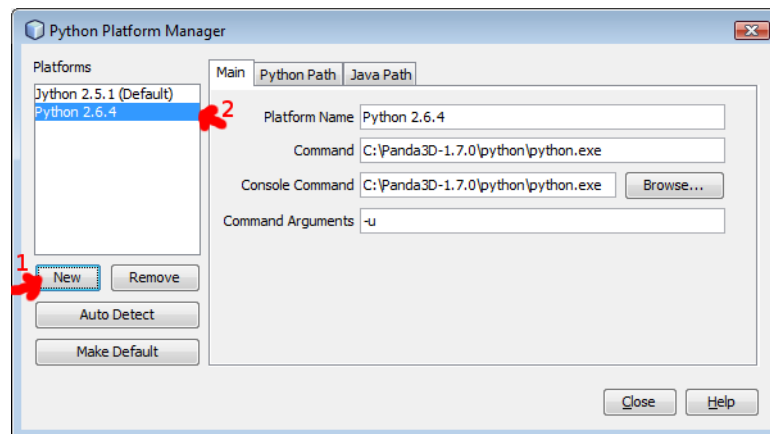 Python Platform Manager
Platforms
Jython 2.5.1 (Default)
Python 2.6.4
2
1
New
Remove
Auto Detect
Make Default
Main
Python Path
Java Path
Platform Name Python 2.6.4
Command C:\Panda3D-1.7.0\python\python.exe
Console Command C:\Panda3D-1.7.0\python\python.exe Browse...
Command Arguments -u
Close
Help